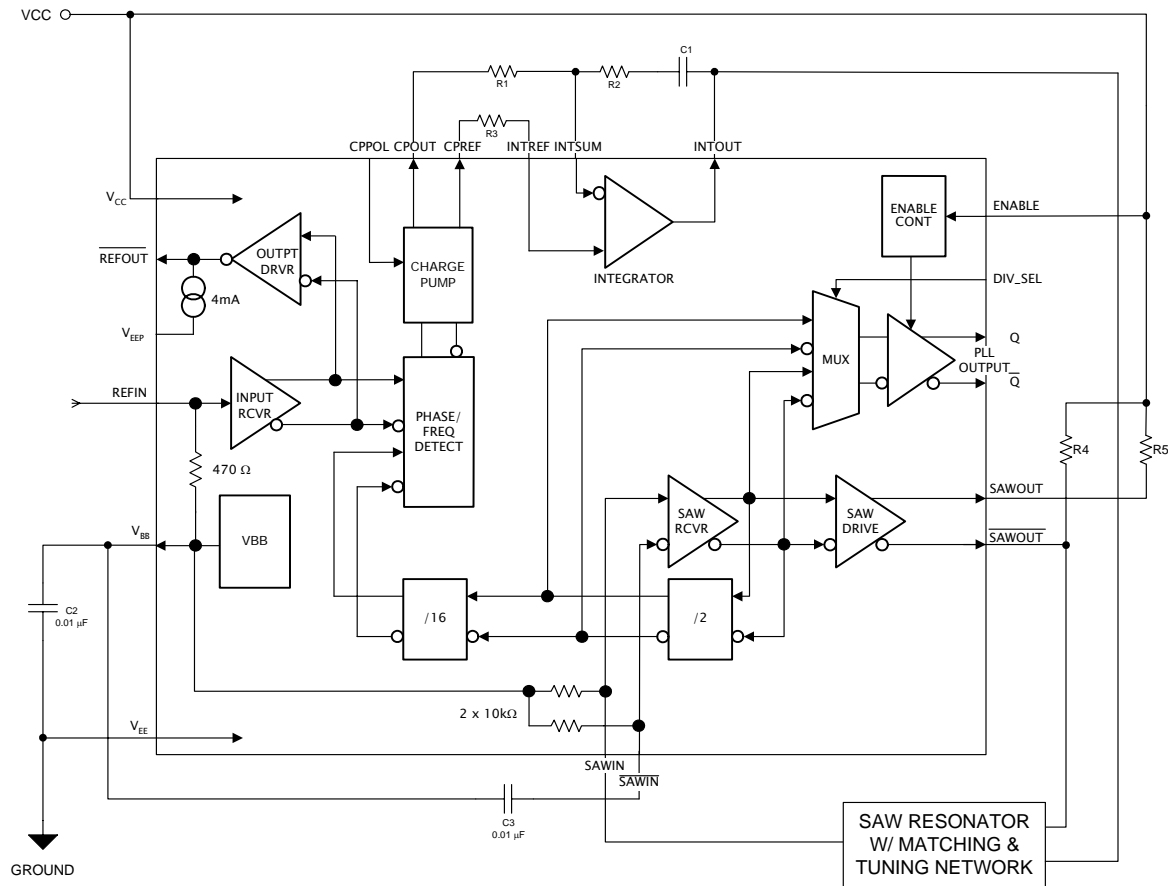 VCC
C1
R1
R2
R3
CPPOL CPOUT CPREF INTREF INTSUM INTOUT
VCC
ENABLE
CONT
ENABLE
REFOUT
OUTPT
DRVR
CHARGE
PUMP
INTEGRATOR
4mA
DIV_SEL
VEEP
MUX
Q
PLL
OUTPUT
Q
REFIN
INPUT
RCVR
PHASE/
FREQ
DETECT
R4
R5
470 Ω
SAW
RCVR
SAW
DRIVE
SAWOUT
SAWOUT
VBB
VBB
C2
0.01 μF
/16
/2
2 x 10kΩ
VEE
SAWIN
SAWIN
C3
0.01 μF
SAW RESONATOR
W/ MATCHING &
TUNING NETWORK
GROUND